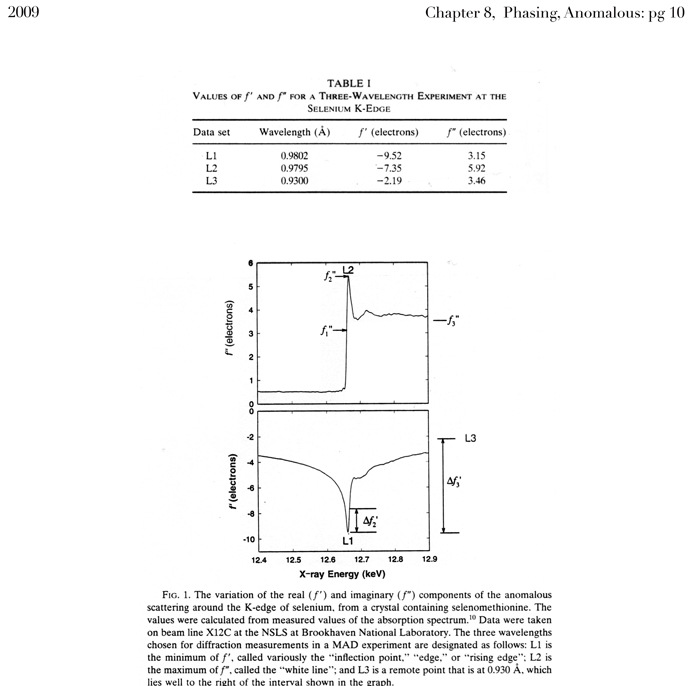 2009
Chapter 8, Phasing, Anomalous: pg 10
TABLE I
VALUES OF f′ AND f″ FOR A THREE-WAVELENGTH EXPERIMENT AT THE
SELENIUM K-EDGE
Data set Wavelength (Å) f′ (electrons) f″ (electrons)
L1 0.9802 −9.52 3.15
L2 0.9795 −7.35 5.92
L3 0.9300 −2.19 3.46
f₂″ L2
f₁″
f₃″
f″ (electrons)
6
5
4
3
2
1
0
L3
Δf₃′
Δf₂′
L1
f′ (electrons)
0
-2
-4
-6
-8
-10
12.4 12.5 12.6 12.7 12.8 12.9
X-ray Energy (keV)
FIG. 1. The variation of the real (f′) and imaginary (f″) components of the anomalous
scattering around the K-edge of selenium, from a crystal containing selenomethionine. The
values were calculated from measured values of the absorption spectrum.¹⁰ Data were taken
on beam line X12C at the NSLS at Brookhaven National Laboratory. The three wavelengths
chosen for diffraction measurements in a MAD experiment are designated as follows: L1 is
the minimum of f′, called variously the “inflection point,” “edge,” or “rising edge”; L2 is
the maximum of f″, called the “white line”; and L3 is a remote point that is at 0.930 Å, which
lies well to the right of the interval shown in the graph.